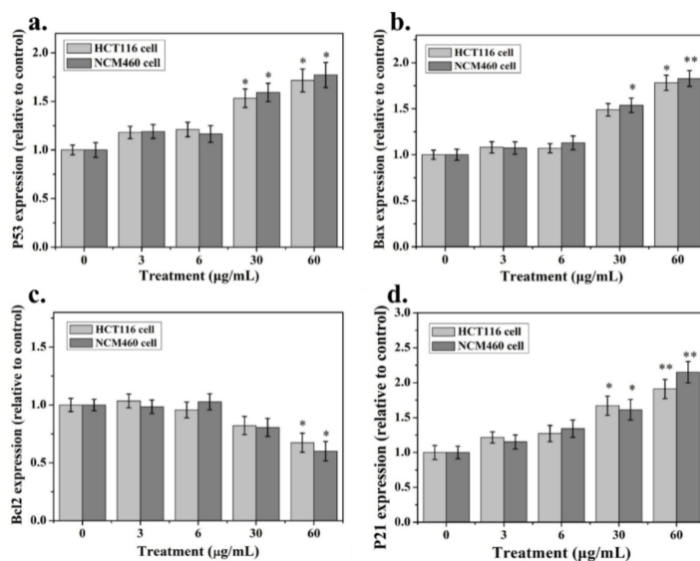 a.
HCT116 cell
NCM460 cell
P53 expression (relative to control)
2.0
1.5
1.0
0.5
0.0
* * * *
0 3 6 30 60
Treatment (μg/mL)
b.
HCT116 cell
NCM460 cell
Bax expression (relative to control)
2.0
1.5
1.0
0.5
0.0
* * **
0 3 6 30 60
Treatment (μg/mL)
c.
HCT116 cell
NCM460 cell
Bcl2 expression (relative to control)
1.5
1.0
0.5
0.0
* *
0 3 6 30 60
Treatment (μg/mL)
d.
HCT116 cell
NCM460 cell
P21 expression (relative to control)
3.0
2.5
2.0
1.5
1.0
0.5
0.0
* * ** **
0 3 6 30 60
Treatment (μg/mL)